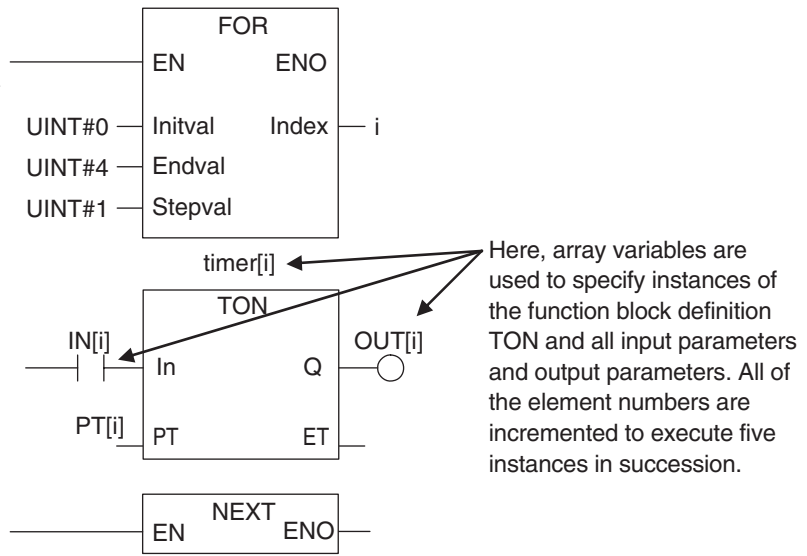 FOR
EN ENO
UINT#0 Initval Index i
UINT#4 Endval
UINT#1 Stepval
timer[i]
TON
IN[i] OUT[i]
In Q
PT[i] PT ET
NEXT
EN ENO
Here, array variables are
used to specify instances of
the function block definition
TON and all input parameters
and output parameters. All of
the element numbers are
incremented to execute five
instances in succession.